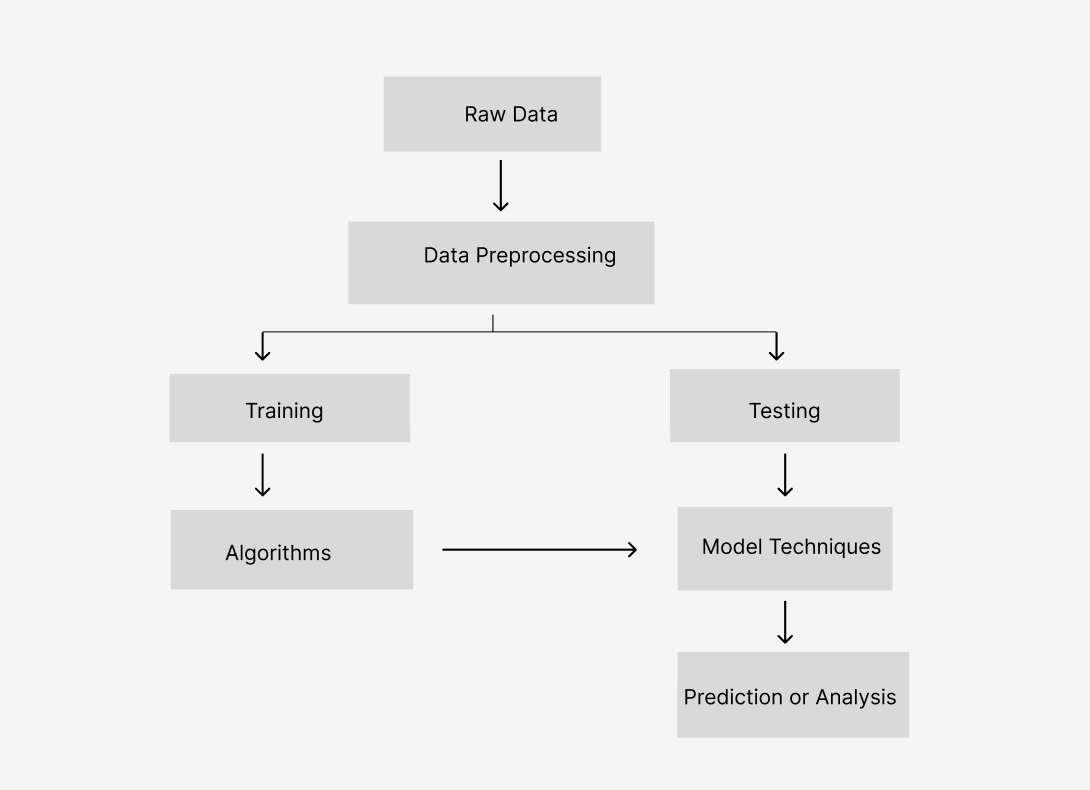 Raw Data
Data Preprocessing
Training
Testing
Algorithms
Model Techniques
Prediction or Analysis